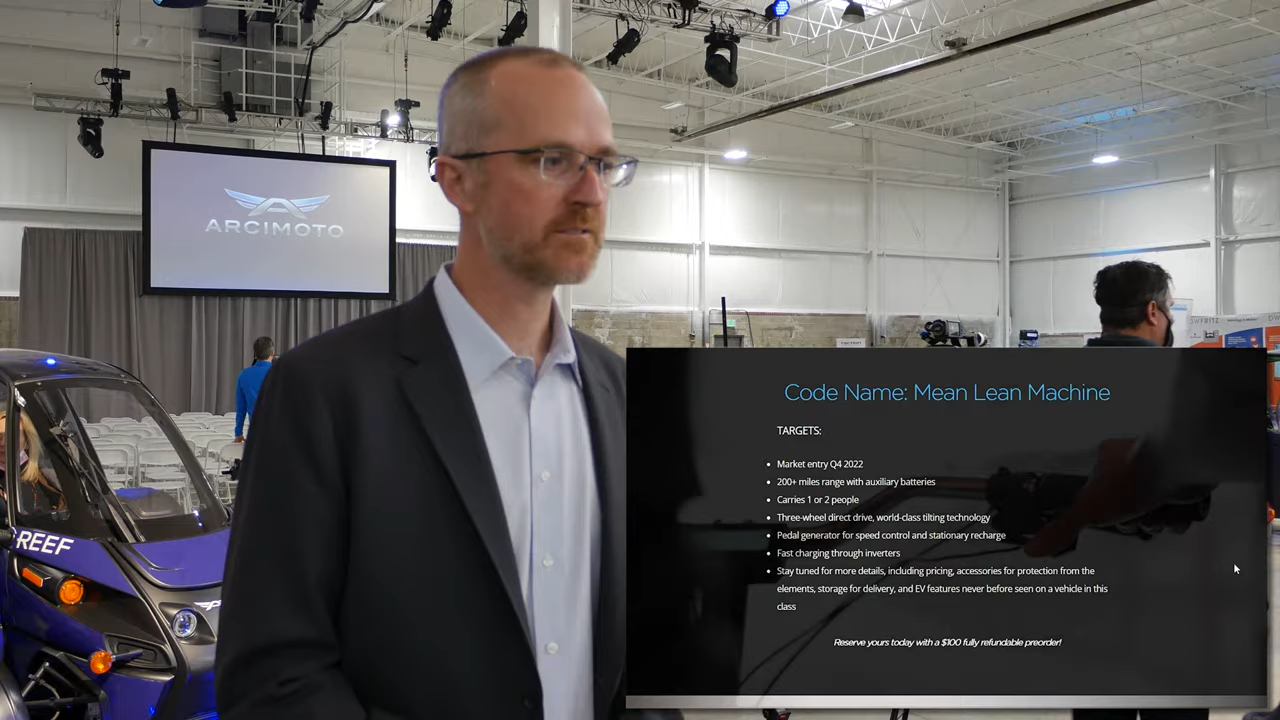 ARCIMOTO
REEF
Code Name: Mean Lean Machine
TARGETS:
• Market entry Q4 2022
• 200+ miles range with auxiliary batteries
• Carries 1 or 2 people
• Three-wheel direct drive, world-class tilting technology
• Pedal generator for speed control and stationary recharge
• Fast charging through inverters
• Stay tuned for more details, including pricing, accessories for protection from the
elements, storage for delivery, and EV features never before seen on a vehicle in this
class
Reserve yours today with a $100 fully refundable preorder!